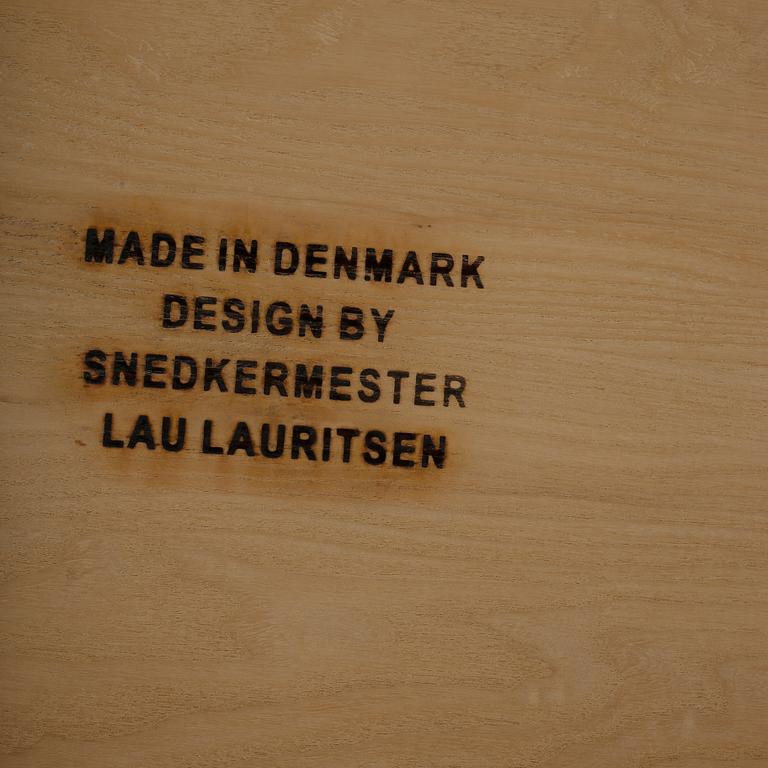 MADE IN DENMARK
DESIGN BY
SNEDKERMESTER
LAU LAURITSEN